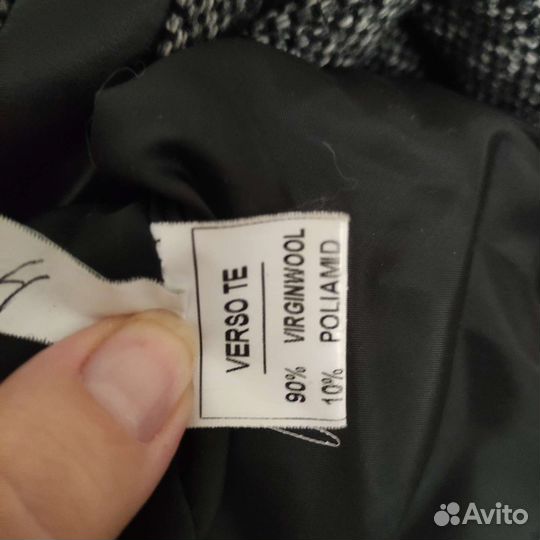 VERSO TE
90% VIRGINWOOL
10% POLIAMID
Avito